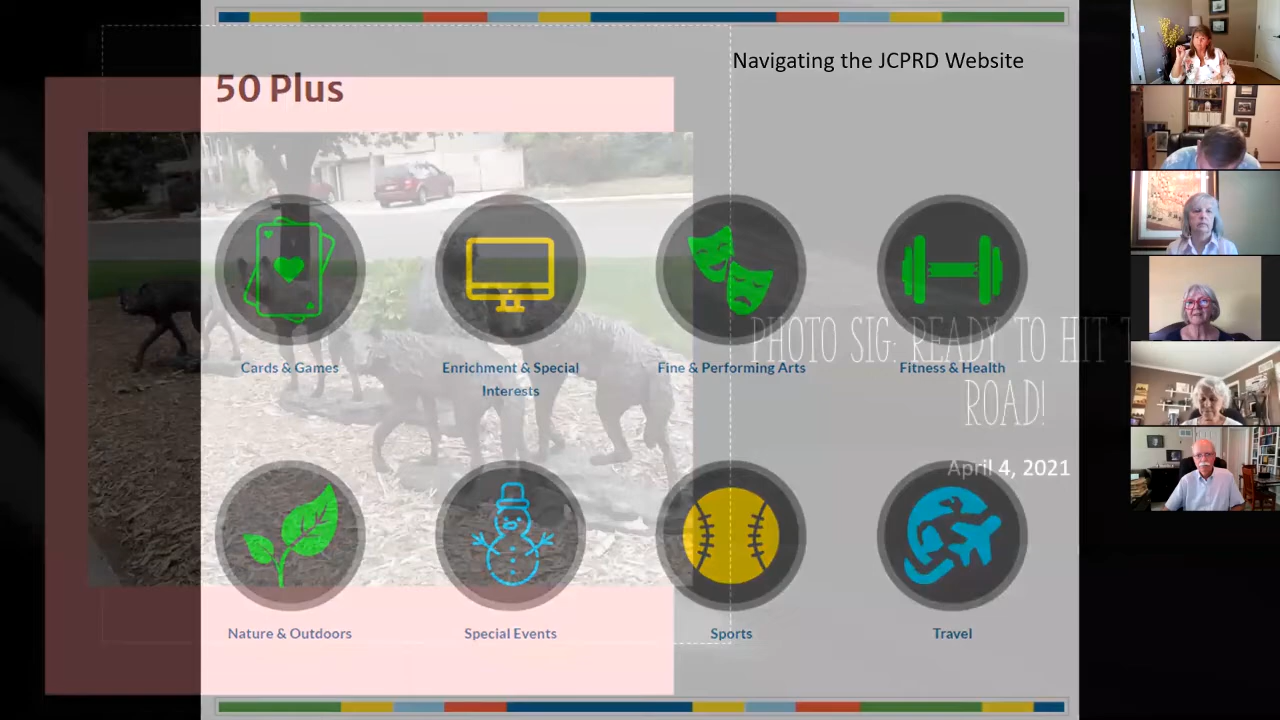 Navigating the JCPRD Website
50 Plus
PHOTO SIG: READY TO HIT T
ROAD!
Cards & Games
Enrichment & Special
Interests
Fine & Performing Arts
Fitness & Health
April 4, 2021
Nature & Outdoors
Special Events
Sports
Travel